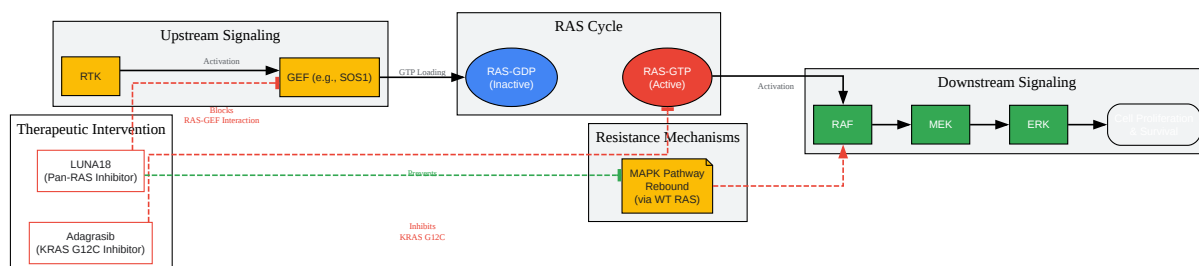 Upstream Signaling
RTK
Activation
GEF (e.g., SOS1)
GTP Loading
RAS Cycle
RAS-GDP
(Inactive)
RAS-GTP
(Active)
Activation
Downstream Signaling
RAF
MEK
ERK
Cell Proliferation
& Survival
Blocks
RAS-GEF Interaction
Therapeutic Intervention
LUNA18
(Pan-RAS Inhibitor)
Adagrasib
(KRAS G12C Inhibitor)
Prevents
Inhibits
KRAS G12C
Resistance Mechanisms
MAPK Pathway
Rebound
(via WT RAS)